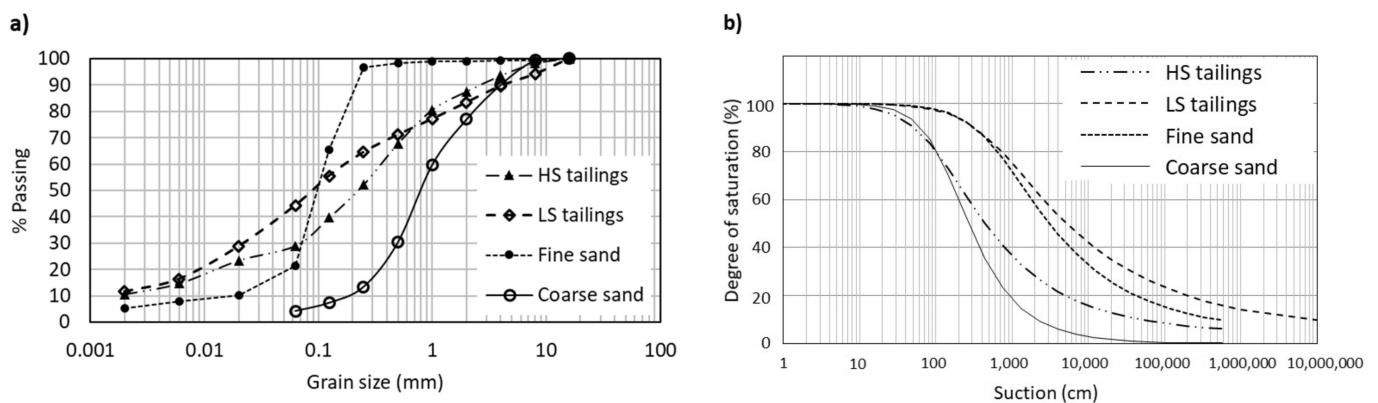 a)
100
90
80
70
60
50
40
30
20
10
0
% Passing
0.001 0.01 0.1 1 10 100
Grain size (mm)
HS tailings
LS tailings
Fine sand
Coarse sand
b)
100
80
60
40
20
0
Degree of saturation (%)
1 10 100 1,000 10,000 100,000 1,000,000 10,000,000
Suction (cm)
HS tailings
LS tailings
Fine sand
Coarse sand